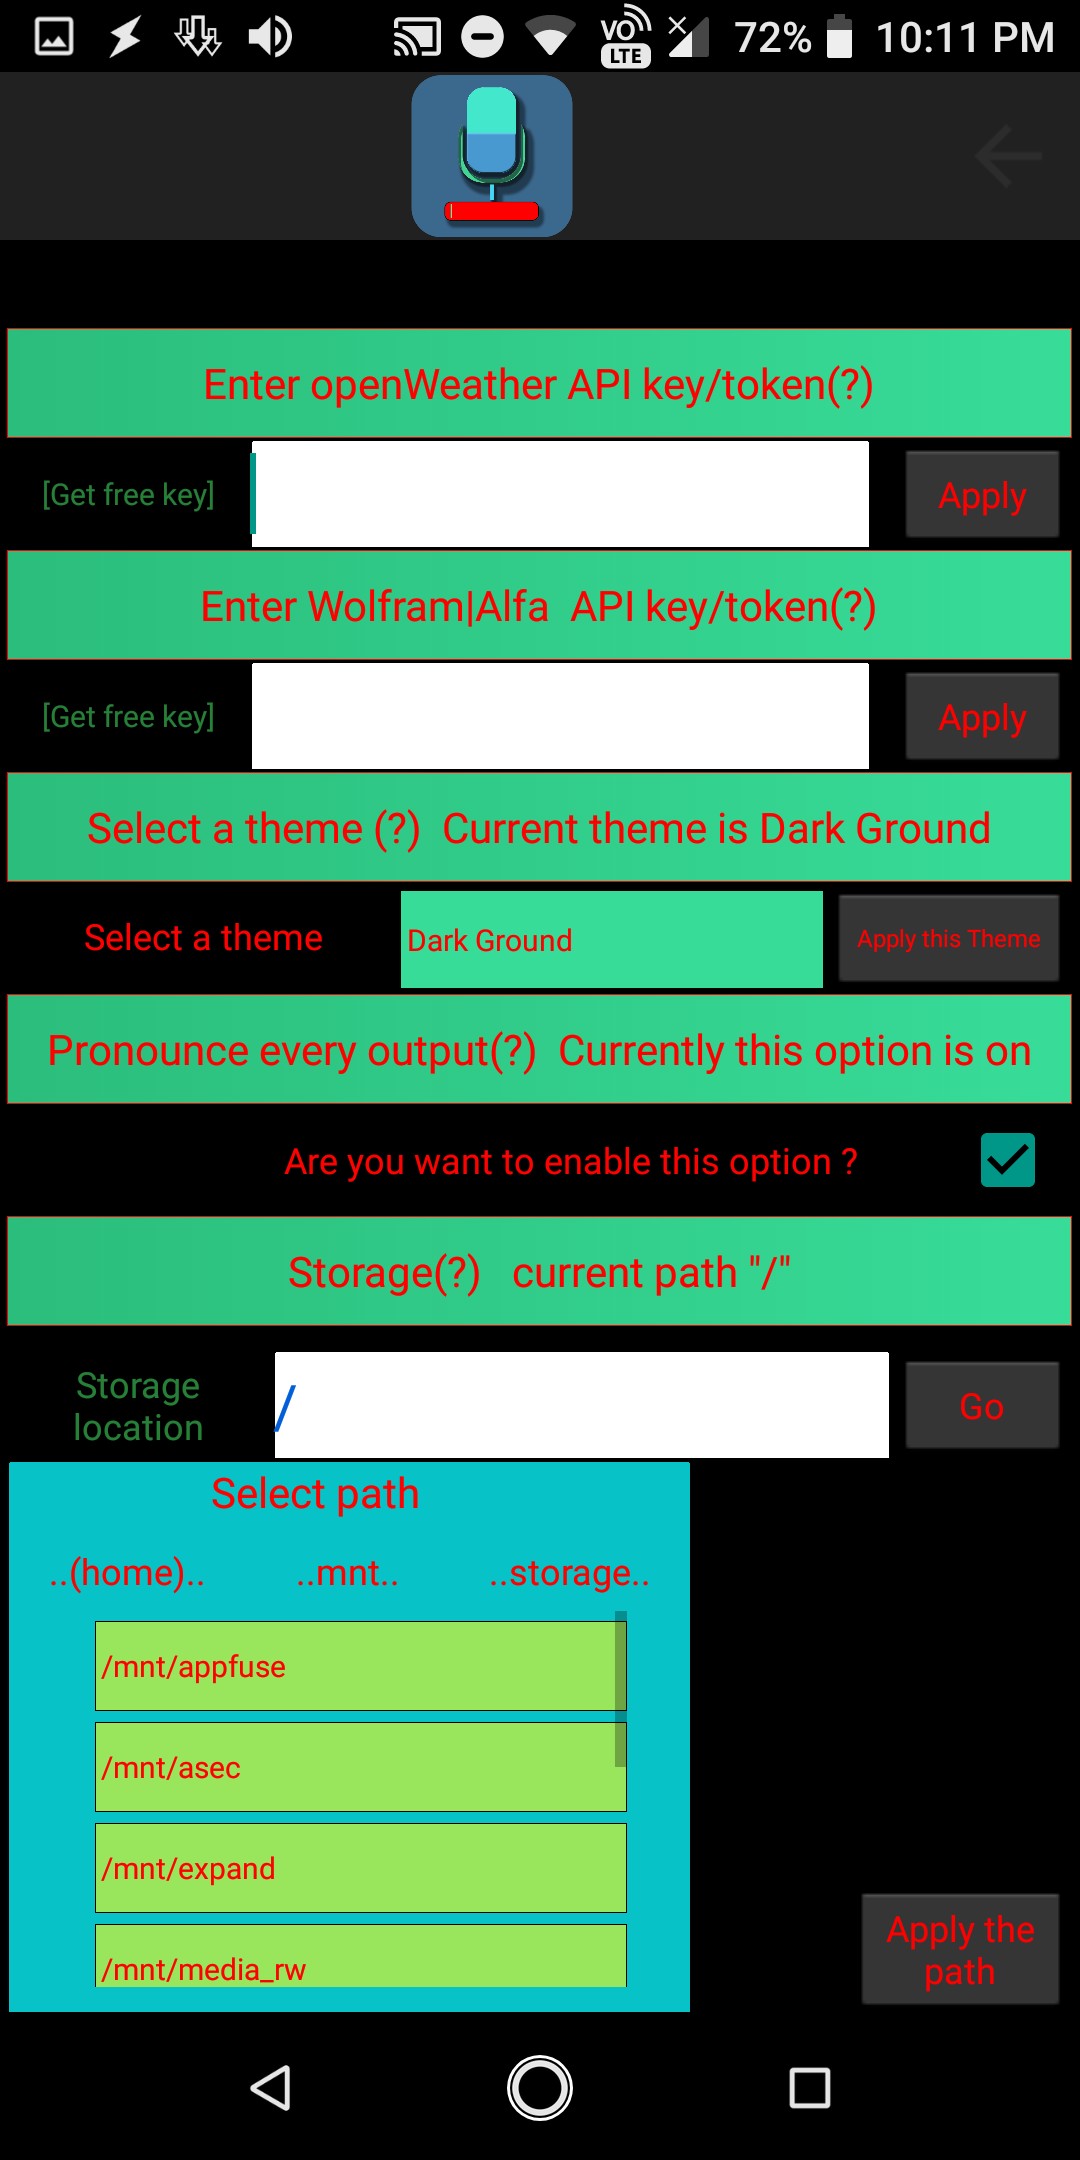 72% 10:11 PM
VO LTE
Enter openWeather API key/token(?)
[Get free key] Apply
Enter Wolfram|Alfa API key/token(?)
[Get free key] Apply
Select a theme (?) Current theme is Dark Ground
Select a theme Dark Ground Apply this Theme
Pronounce every output(?) Currently this option is on
Are you want to enable this option ?
Storage(?) current path "/"
Storage
location
/
Go
Select path
..(home).. ..mnt.. ..storage..
/mnt/appfuse
/mnt/asec
/mnt/expand
/mnt/media_rw
Apply the
path